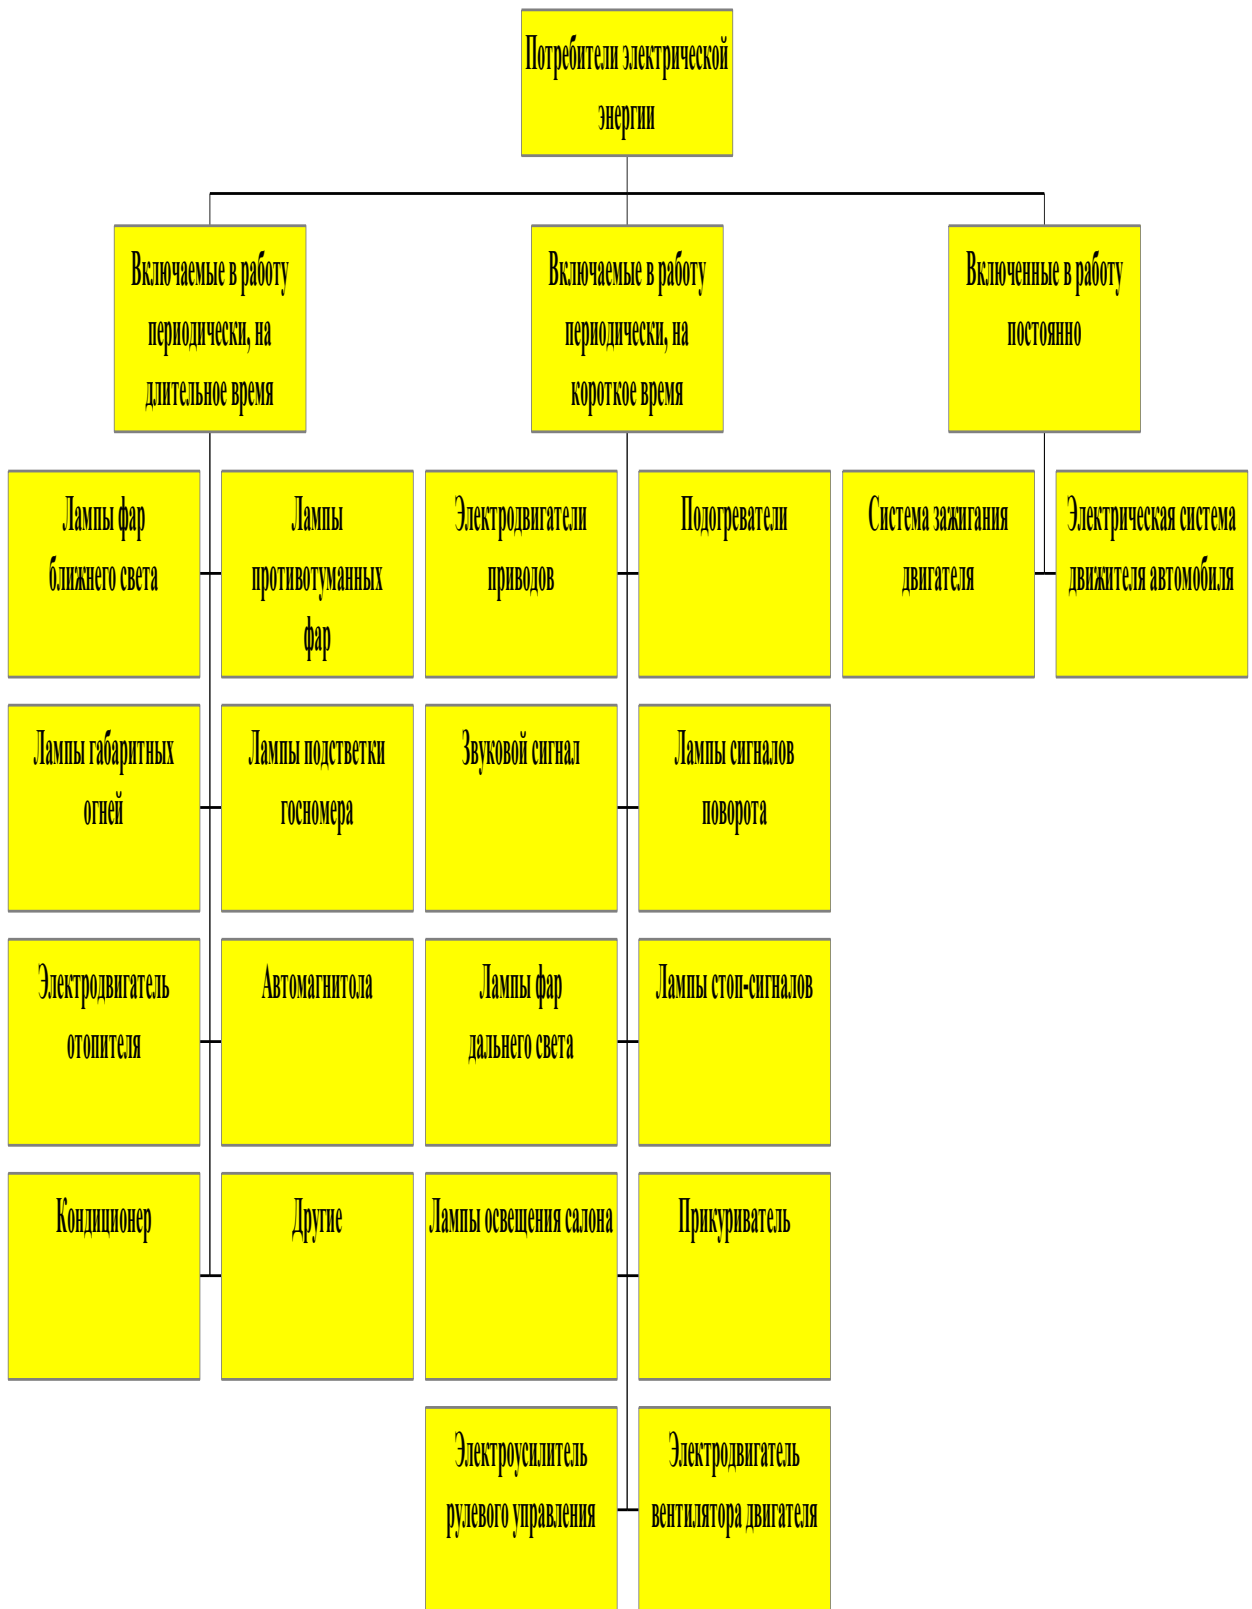 Потребители электрической
энергии
Включаемые в работу
периодически, на
длительное время
Включаемые в работу
периодически, на
короткое время
Включенные в работу
постоянно
Лампы фар
ближнего света
Лампы
противотуманных
фар
Электродвигатели
приводов
Подогреватели
Система зажигания
двигателя
Электрическая система
движителя автомобиля
Лампы габаритных
огней
Лампы подстветки
госномера
Звуковой сигнал
Лампы сигналов
поворота
Электродвигатель
отопителя
Автомагнитола
Лампы фар
дальнего света
Лампы стоп-сигналов
Кондиционер
Другие
Лампы освещения салона
Прикуриватель
Электроусилитель
рулевого управления
Электродвигатель
вентилятора двигателя